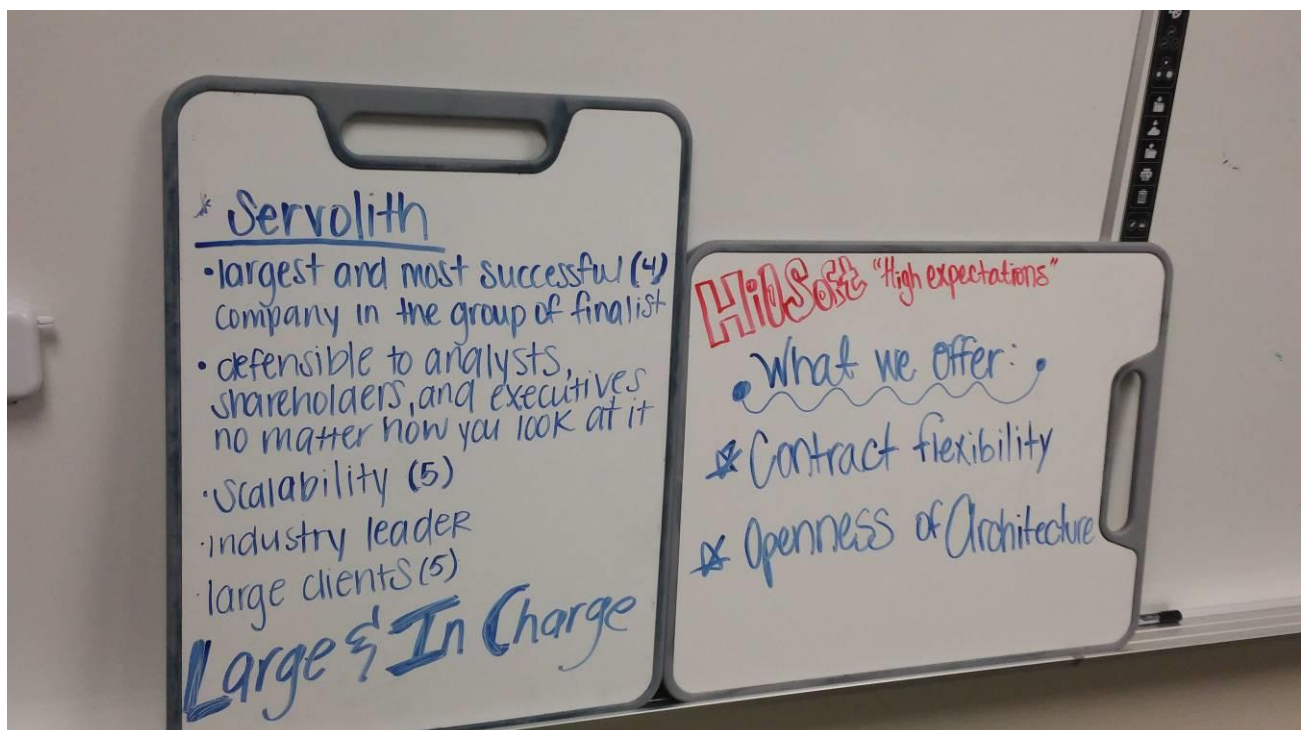 * Servolith
• largest and most successful (4)
company in the group of finalist
• defensible to analysts,
shareholders, and executives
no matter how you look at it
• Scalability (5)
• industry leader
• large clients (5)
Large & In Charge
HiQSoft "High expectations"
What we offer:
* Contract flexibility
* Openness of Architecture